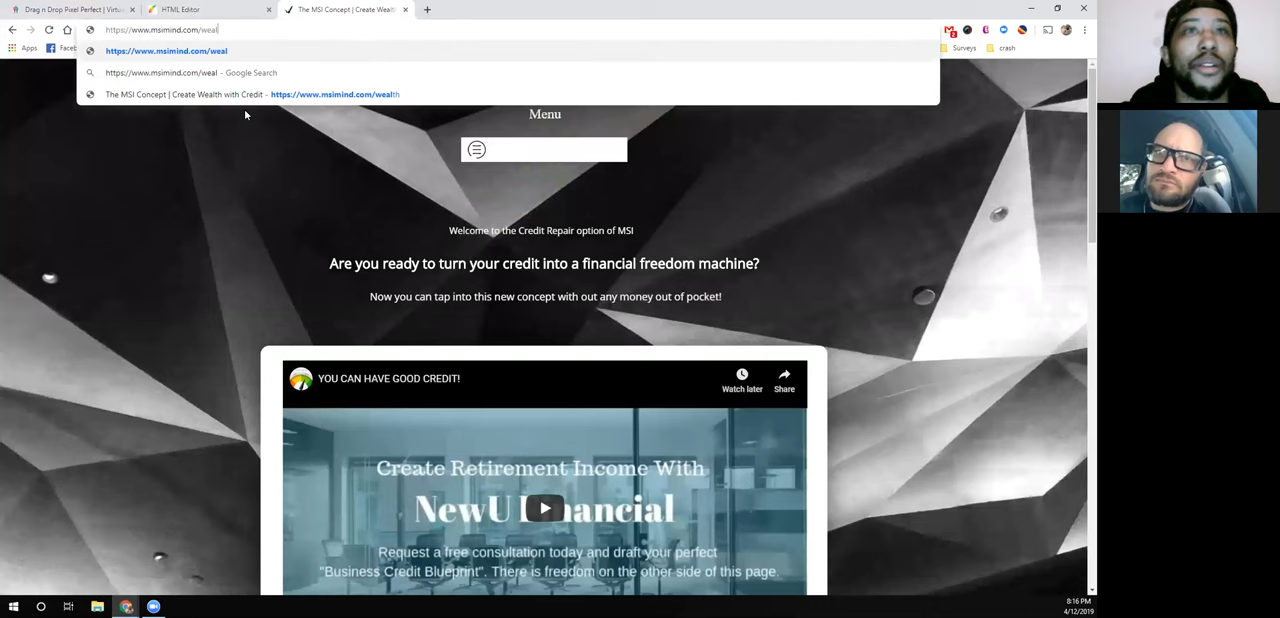 Drag n Drop Pixel Perfect | Virtu
HTML Editor
The MSI Concept | Create Wealt
https://www.msimind.com/weal
Apps
Faceb
Surveys
crash
2
https://www.msimind.com/weal
https://www.msimind.com/weal - Google Search
The MSI Concept | Create Wealth with Credit - https://www.msimind.com/wealth
Menu
Welcome to the Credit Repair option of MSI
Are you ready to turn your credit into a financial freedom machine?
Now you can tap into this new concept with out any money out of pocket!
YOU CAN HAVE GOOD CREDIT!
Watch later
Share
Create Retirement Income With
NewU Financial
Request a free consultation today and draft your perfect
"Business Credit Blueprint". There is freedom on the other side of this page.
8:16 PM
4/12/2019